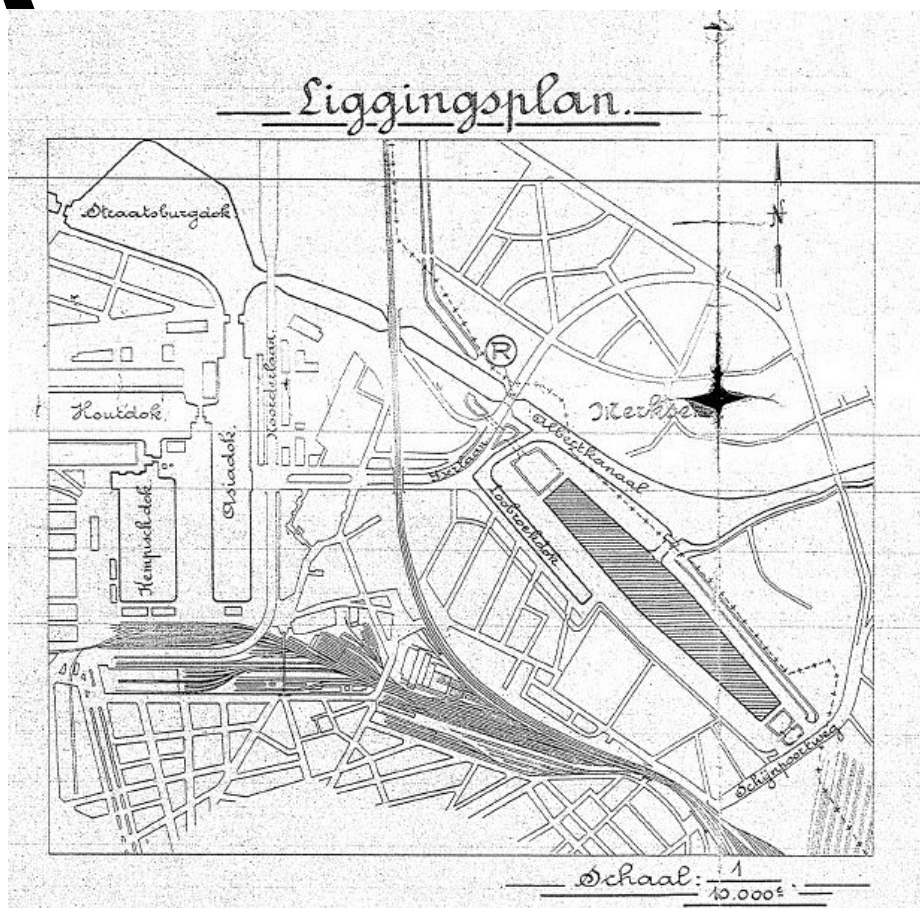 Liggingsplan.
N
Straatsburgdok.
Noorderlaan.
R
Houtdok.
Asiadok.
Merksem
Albertkanaal
Kempischdok.
Lobroekdok
Schijnpoortweg
Schaal: 1
10.000e